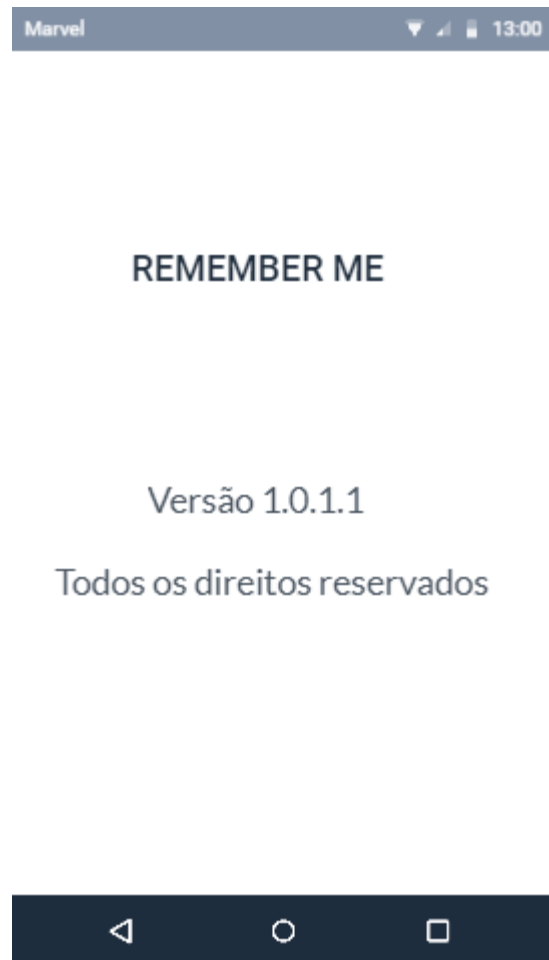 Marvel 13:00
REMEMBER ME
Versão 1.0.1.1
Todos os direitos reservados